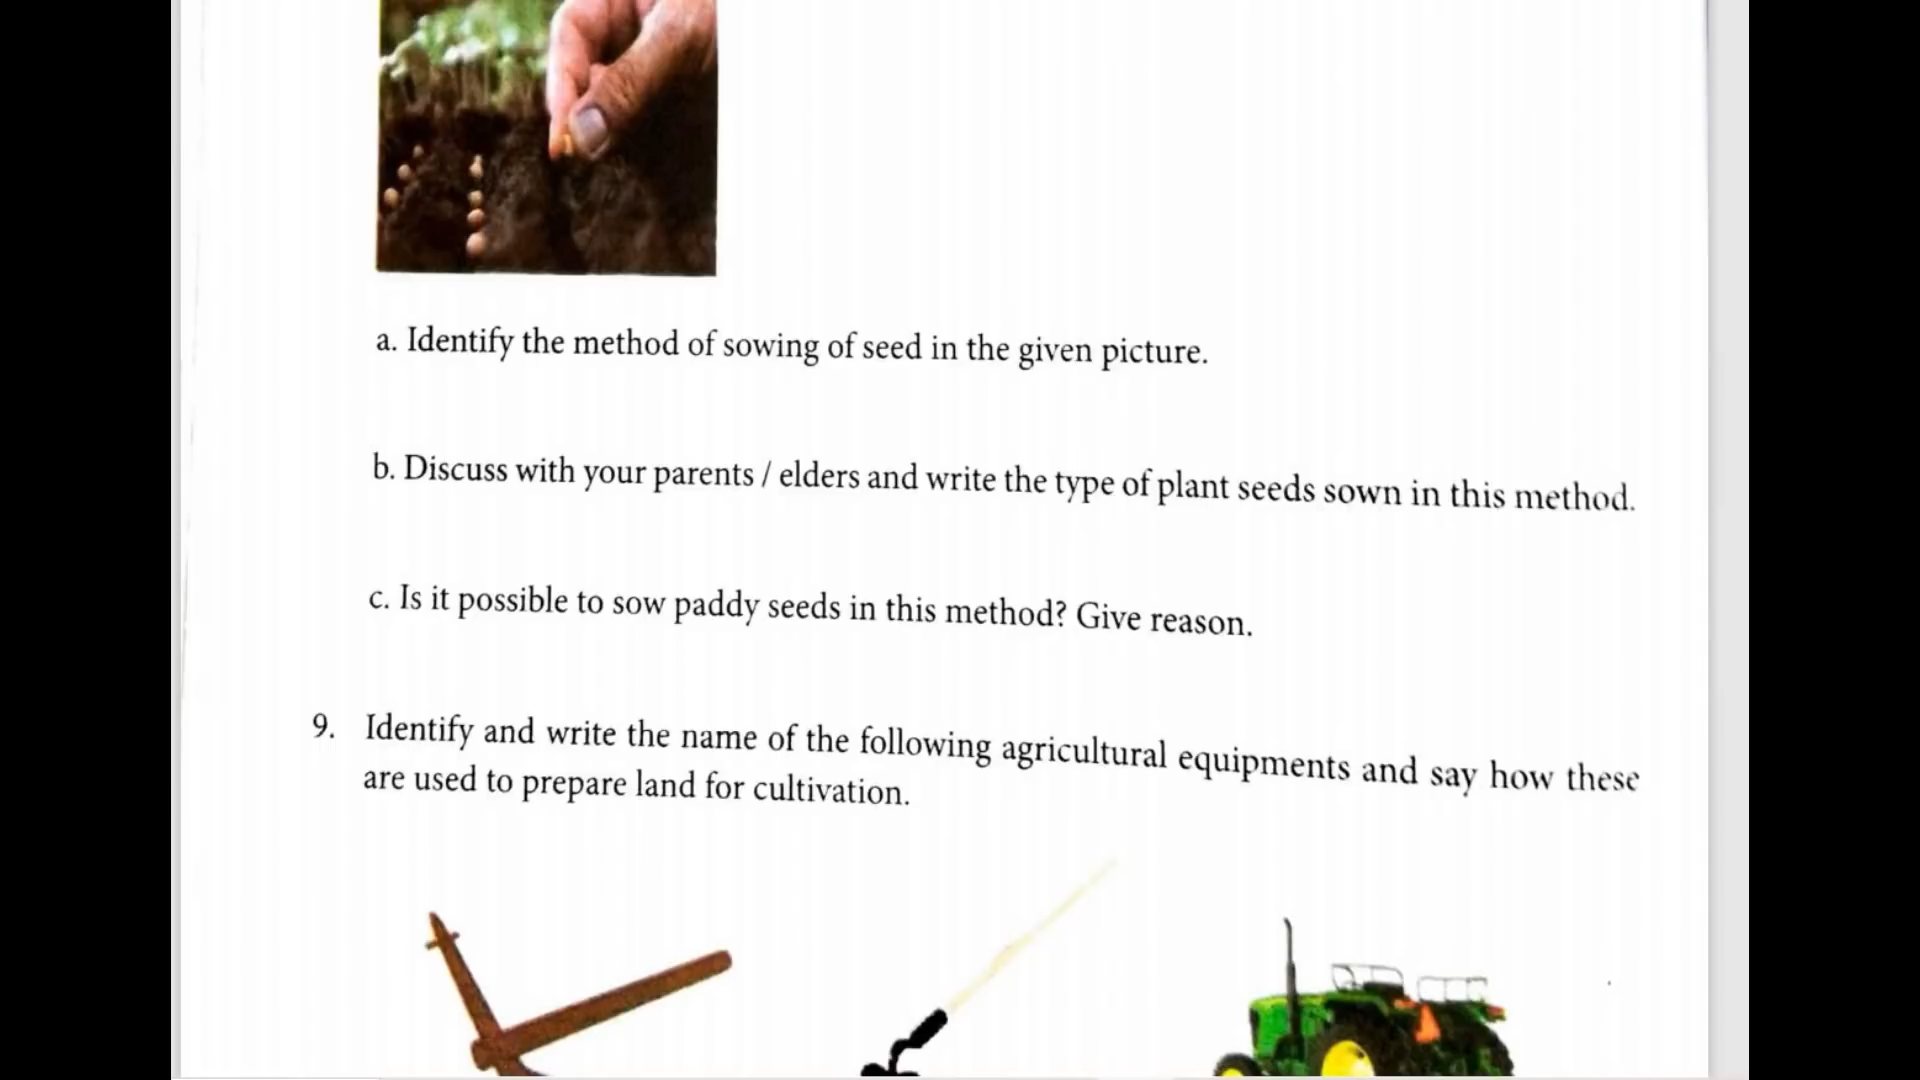 a. Identify the method of sowing of seed in the given picture.
b. Discuss with your parents / elders and write the type of plant seeds sown in this method.
c. Is it possible to sow paddy seeds in this method? Give reason.
9. Identify and write the name of the following agricultural equipments and say how these
are used to prepare land for cultivation.